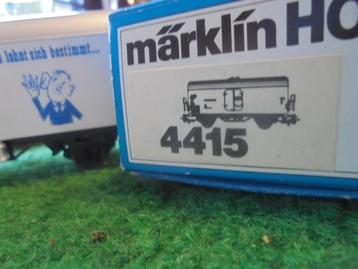 lohnt sich bestimmt...
märklin HO
4415